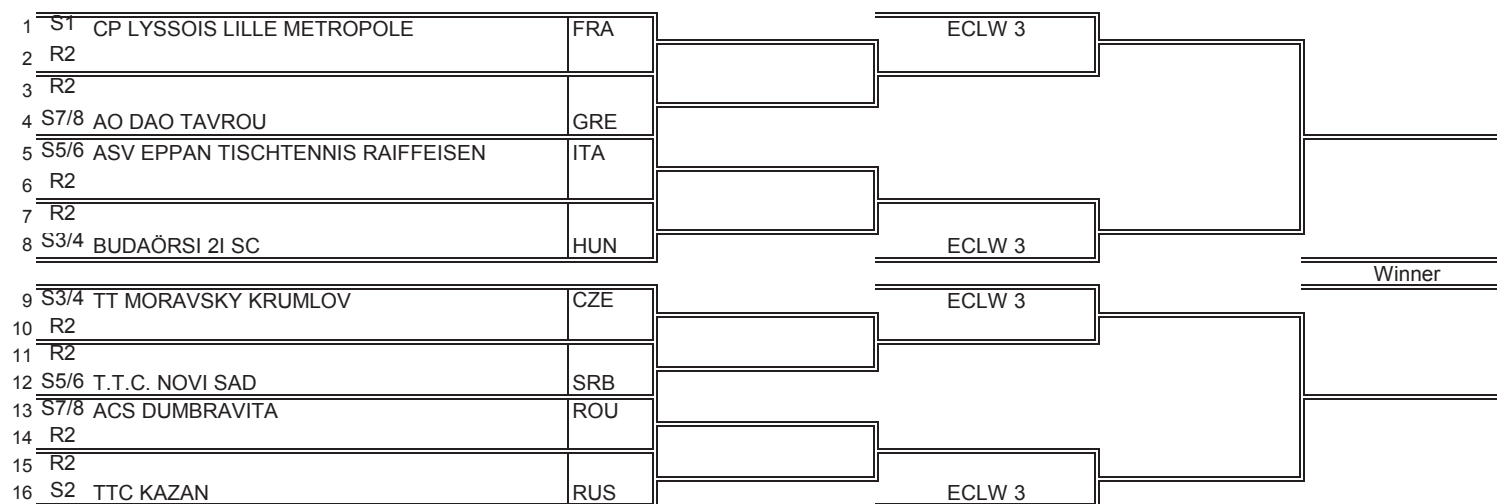 1 S1 CP LYSSOIS LILLE METROPOLE FRA ECLW 3
2 R2
3 R2
4 S7/8 AO DAO TAVROU GRE
5 S5/6 ASV EPPAN TISCHTENNIS RAIFFEISEN ITA
6 R2
7 R2
8 S3/4 BUDAÖRSI 2I SC HUN ECLW 3
Winner
9 S3/4 TT MORAVSKY KRUMLOV CZE ECLW 3
10 R2
11 R2
12 S5/6 T.T.C. NOVI SAD SRB
13 S7/8 ACS DUMBRAVITA ROU
14 R2
15 R2
16 S2 TTC KAZAN RUS ECLW 3